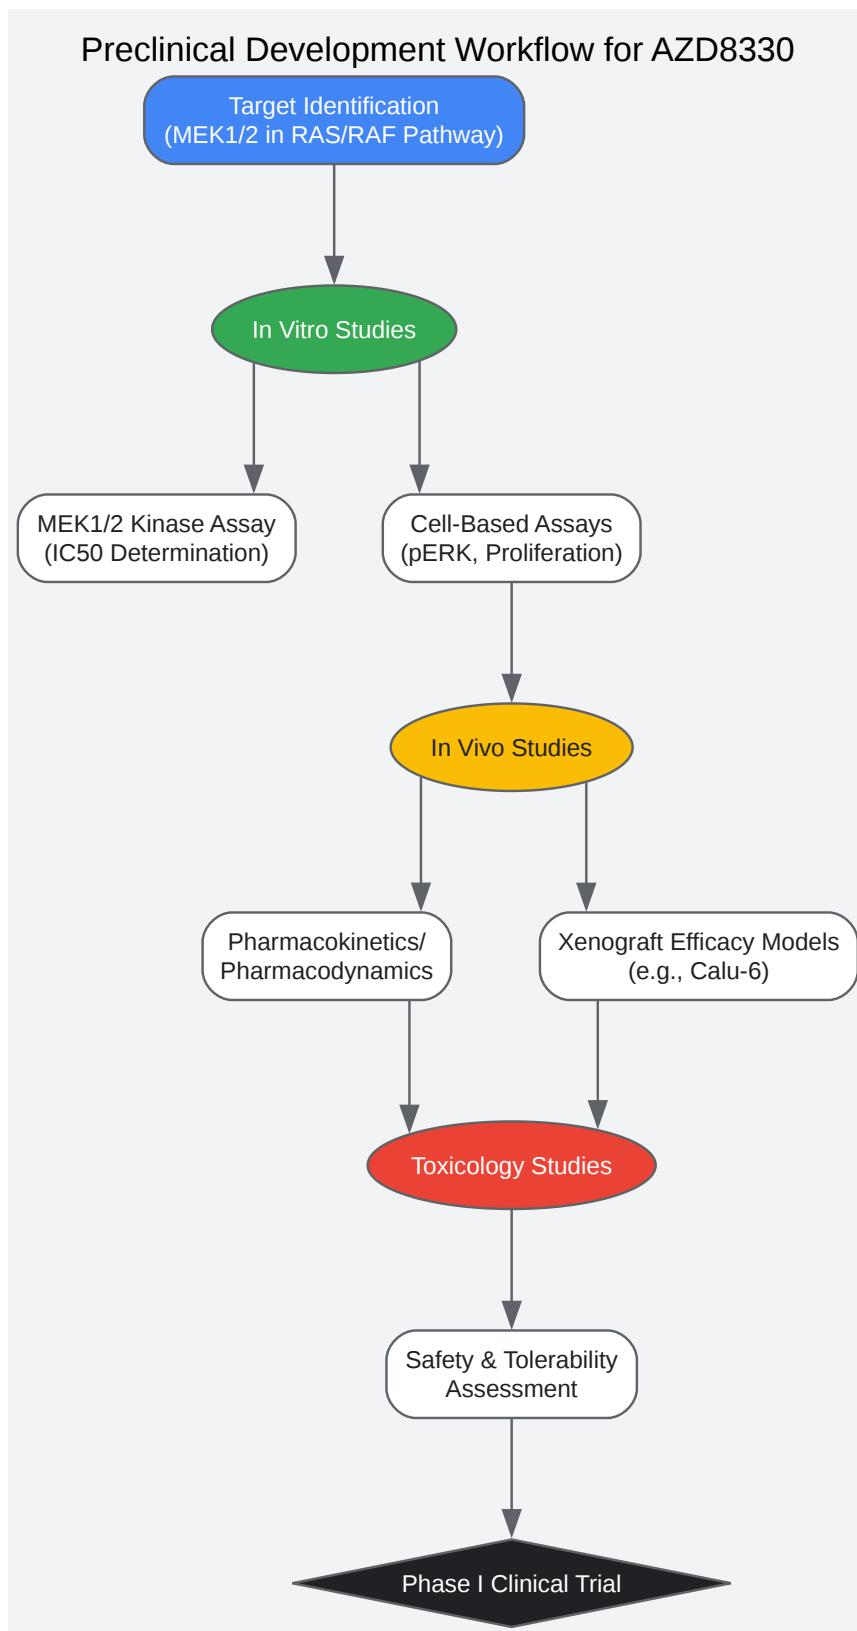 Preclinical Development Workflow for AZD8330
Target Identification
(MEK1/2 in RAS/RAF Pathway)
In Vitro Studies
MEK1/2 Kinase Assay
(IC50 Determination)
Cell-Based Assays
(pERK, Proliferation)
In Vivo Studies
Pharmacokinetics/
Pharmacodynamics
Xenograft Efficacy Models
(e.g., Calu-6)
Toxicology Studies
Safety & Tolerability
Assessment
Phase I Clinical Trial